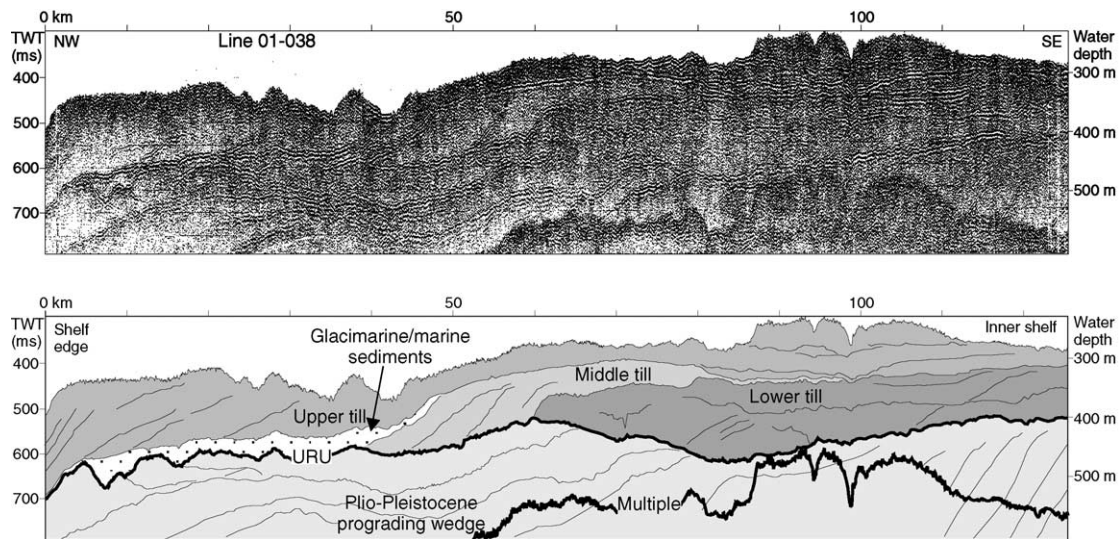 0 km 50 100
TWT
(ms)
NW Line 01-038 SE
Water
depth
400
500
600
700
300 m
400 m
500 m
0 km 50 100
TWT
(ms)
Shelf
edge
Glacimarine/marine
sediments
Inner shelf
Water
depth
400
500
600
700
300 m
400 m
500 m
Middle till
Upper till
Lower till
URU
Plio-Pleistocene
prograding wedge
Multiple